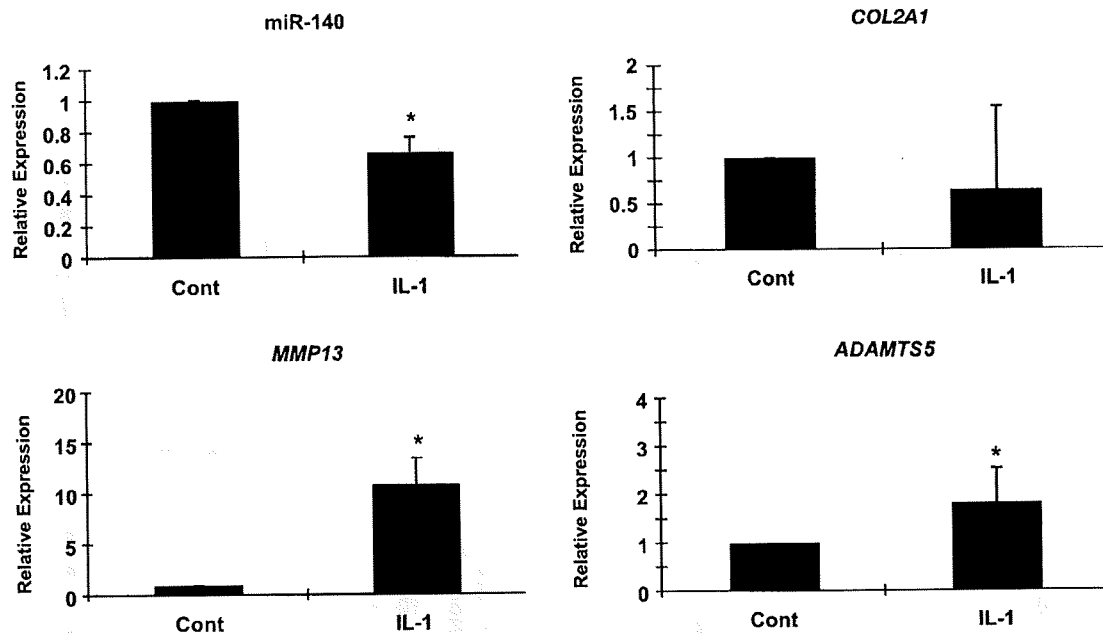 miR-140
Relative Expression
1.2
1
0.8
0.6
0.4
0.2
0
*
Cont
IL-1
COL2A1
Relative Expression
2
1.5
1
0.5
0
Cont
IL-1
MMP13
Relative Expression
20
15
10
5
0
*
Cont
IL-1
ADAMTS5
Relative Expression
4
3
2
1
0
*
Cont
IL-1